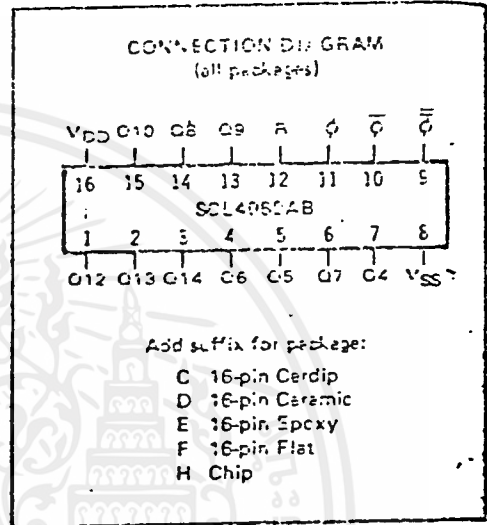 CONNECTION DIAGRAM
(all packages)
VDD Q10 Q8 Q9 R φ φ̅ φ̿
16 15 14 13 12 11 10 9
SCL4060AB
1 2 3 4 5 6 7 8
Q12 Q13 Q14 Q6 Q5 Q7 Q4 VSS
Add suffix for package:
C 16-pin Cerdip
D 16-pin Ceramic
E 16-pin Epoxy
F 16-pin Flat
H Chip